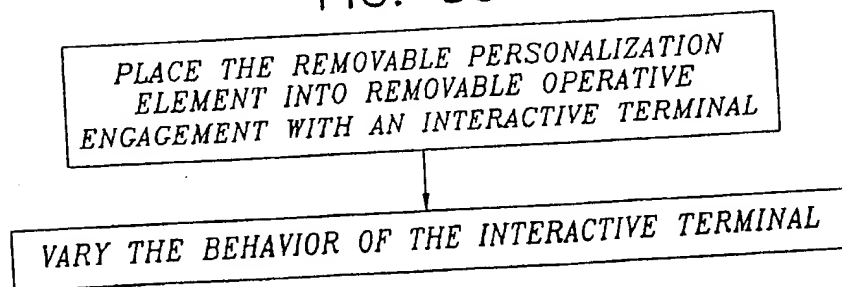 FIG.
PLACE THE REMOVABLE PERSONALIZATION
ELEMENT INTO REMOVABLE OPERATIVE
ENGAGEMENT WITH AN INTERACTIVE TERMINAL
VARY THE BEHAVIOR OF THE INTERACTIVE TERMINAL